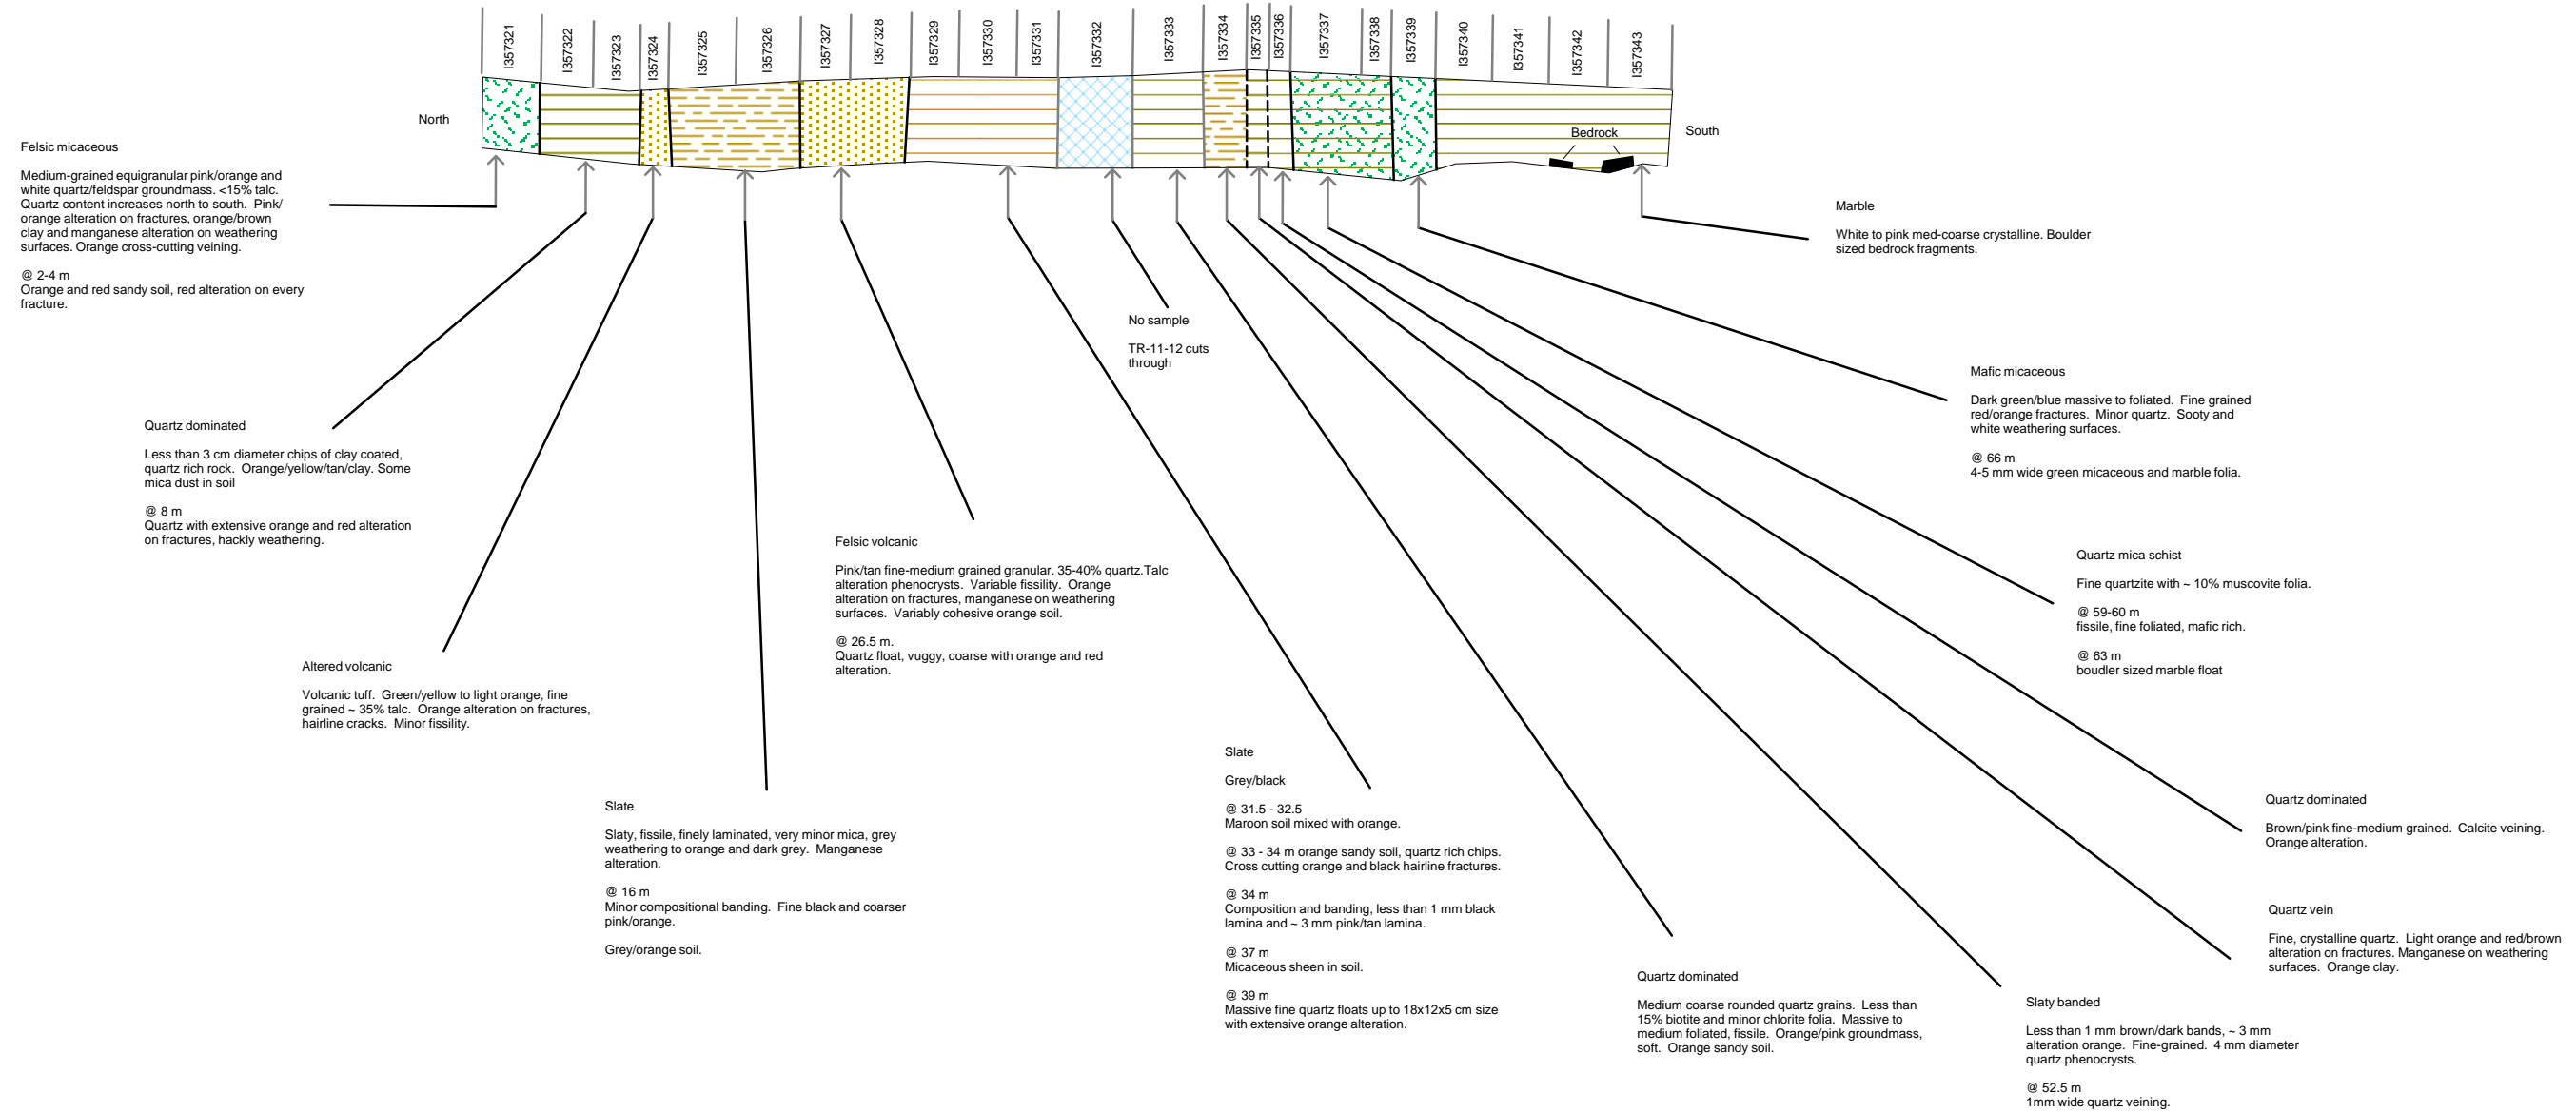 I357321
I357322
I357323
I357324
I357325
I357326
I357327
I357328
I357329
I357330
I357331
I357332
I357333
I357334
I357335
I357336
I357337
I357338
I357339
I357340
I357341
I357342
I357343
North
South
Bedrock
Felsic micaceous
Medium-grained equigranular pink/orange and
white quartz/feldspar groundmass. <15% talc.
Quartz content increases north to south. Pink/
orange alteration on fractures, orange/brown
clay and manganese alteration on weathering
surfaces. Orange cross-cutting veining.
@ 2-4 m
Orange and red sandy soil, red alteration on every
fracture.
Marble
White to pink med-coarse crystalline. Boulder
sized bedrock fragments.
No sample
TR-11-12 cuts
through
Mafic micaceous
Dark green/blue massive to foliated. Fine grained
red/orange fractures. Minor quartz. Sooty and
white weathering surfaces.
@ 66 m
4-5 mm wide green micaceous and marble folia.
Quartz dominated
Less than 3 cm diameter chips of clay coated,
quartz rich rock. Orange/yellow/tan/clay. Some
mica dust in soil
@ 8 m
Quartz with extensive orange and red alteration
on fractures, hackly weathering.
Felsic volcanic
Pink/tan fine-medium grained granular. 35-40% quartz.Talc
alteration phenocrysts. Variable fissility. Orange
alteration on fractures, manganese on weathering
surfaces. Variably cohesive orange soil.
@ 26.5 m.
Quartz float, vuggy, coarse with orange and red
alteration.
Quartz mica schist
Fine quartzite with ~ 10% muscovite folia.
@ 59-60 m
fissile, fine foliated, mafic rich.
@ 63 m
boudler sized marble float
Altered volcanic
Volcanic tuff. Green/yellow to light orange, fine
grained ~ 35% talc. Orange alteration on fractures,
hairline cracks. Minor fissility.
Slate
Slaty, fissile, finely laminated, very minor mica, grey
weathering to orange and dark grey. Manganese
alteration.
@ 16 m
Minor compositional banding. Fine black and coarser
pink/orange.
Grey/orange soil.
Slate
Grey/black
@ 31.5 - 32.5
Maroon soil mixed with orange.
@ 33 - 34 m orange sandy soil, quartz rich chips.
Cross cutting orange and black hairline fractures.
@ 34 m
Composition and banding, less than 1 mm black
lamina and ~ 3 mm pink/tan lamina.
@ 37 m
Micaceous sheen in soil.
@ 39 m
Massive fine quartz floats up to 18x12x5 cm size
with extensive orange alteration.
Quartz dominated
Brown/pink fine-medium grained. Calcite veining.
Orange alteration.
Quartz vein
Fine, crystalline quartz. Light orange and red/brown
alteration on fractures. Manganese on weathering
surfaces. Orange clay.
Quartz dominated
Medium coarse rounded quartz grains. Less than
15% biotite and minor chlorite folia. Massive to
medium foliated, fissile. Orange/pink groundmass,
soft. Orange sandy soil.
Slaty banded
Less than 1 mm brown/dark bands, ~ 3 mm
alteration orange. Fine-grained. 4 mm diameter
quartz phenocrysts.
@ 52.5 m
1mm wide quartz veining.